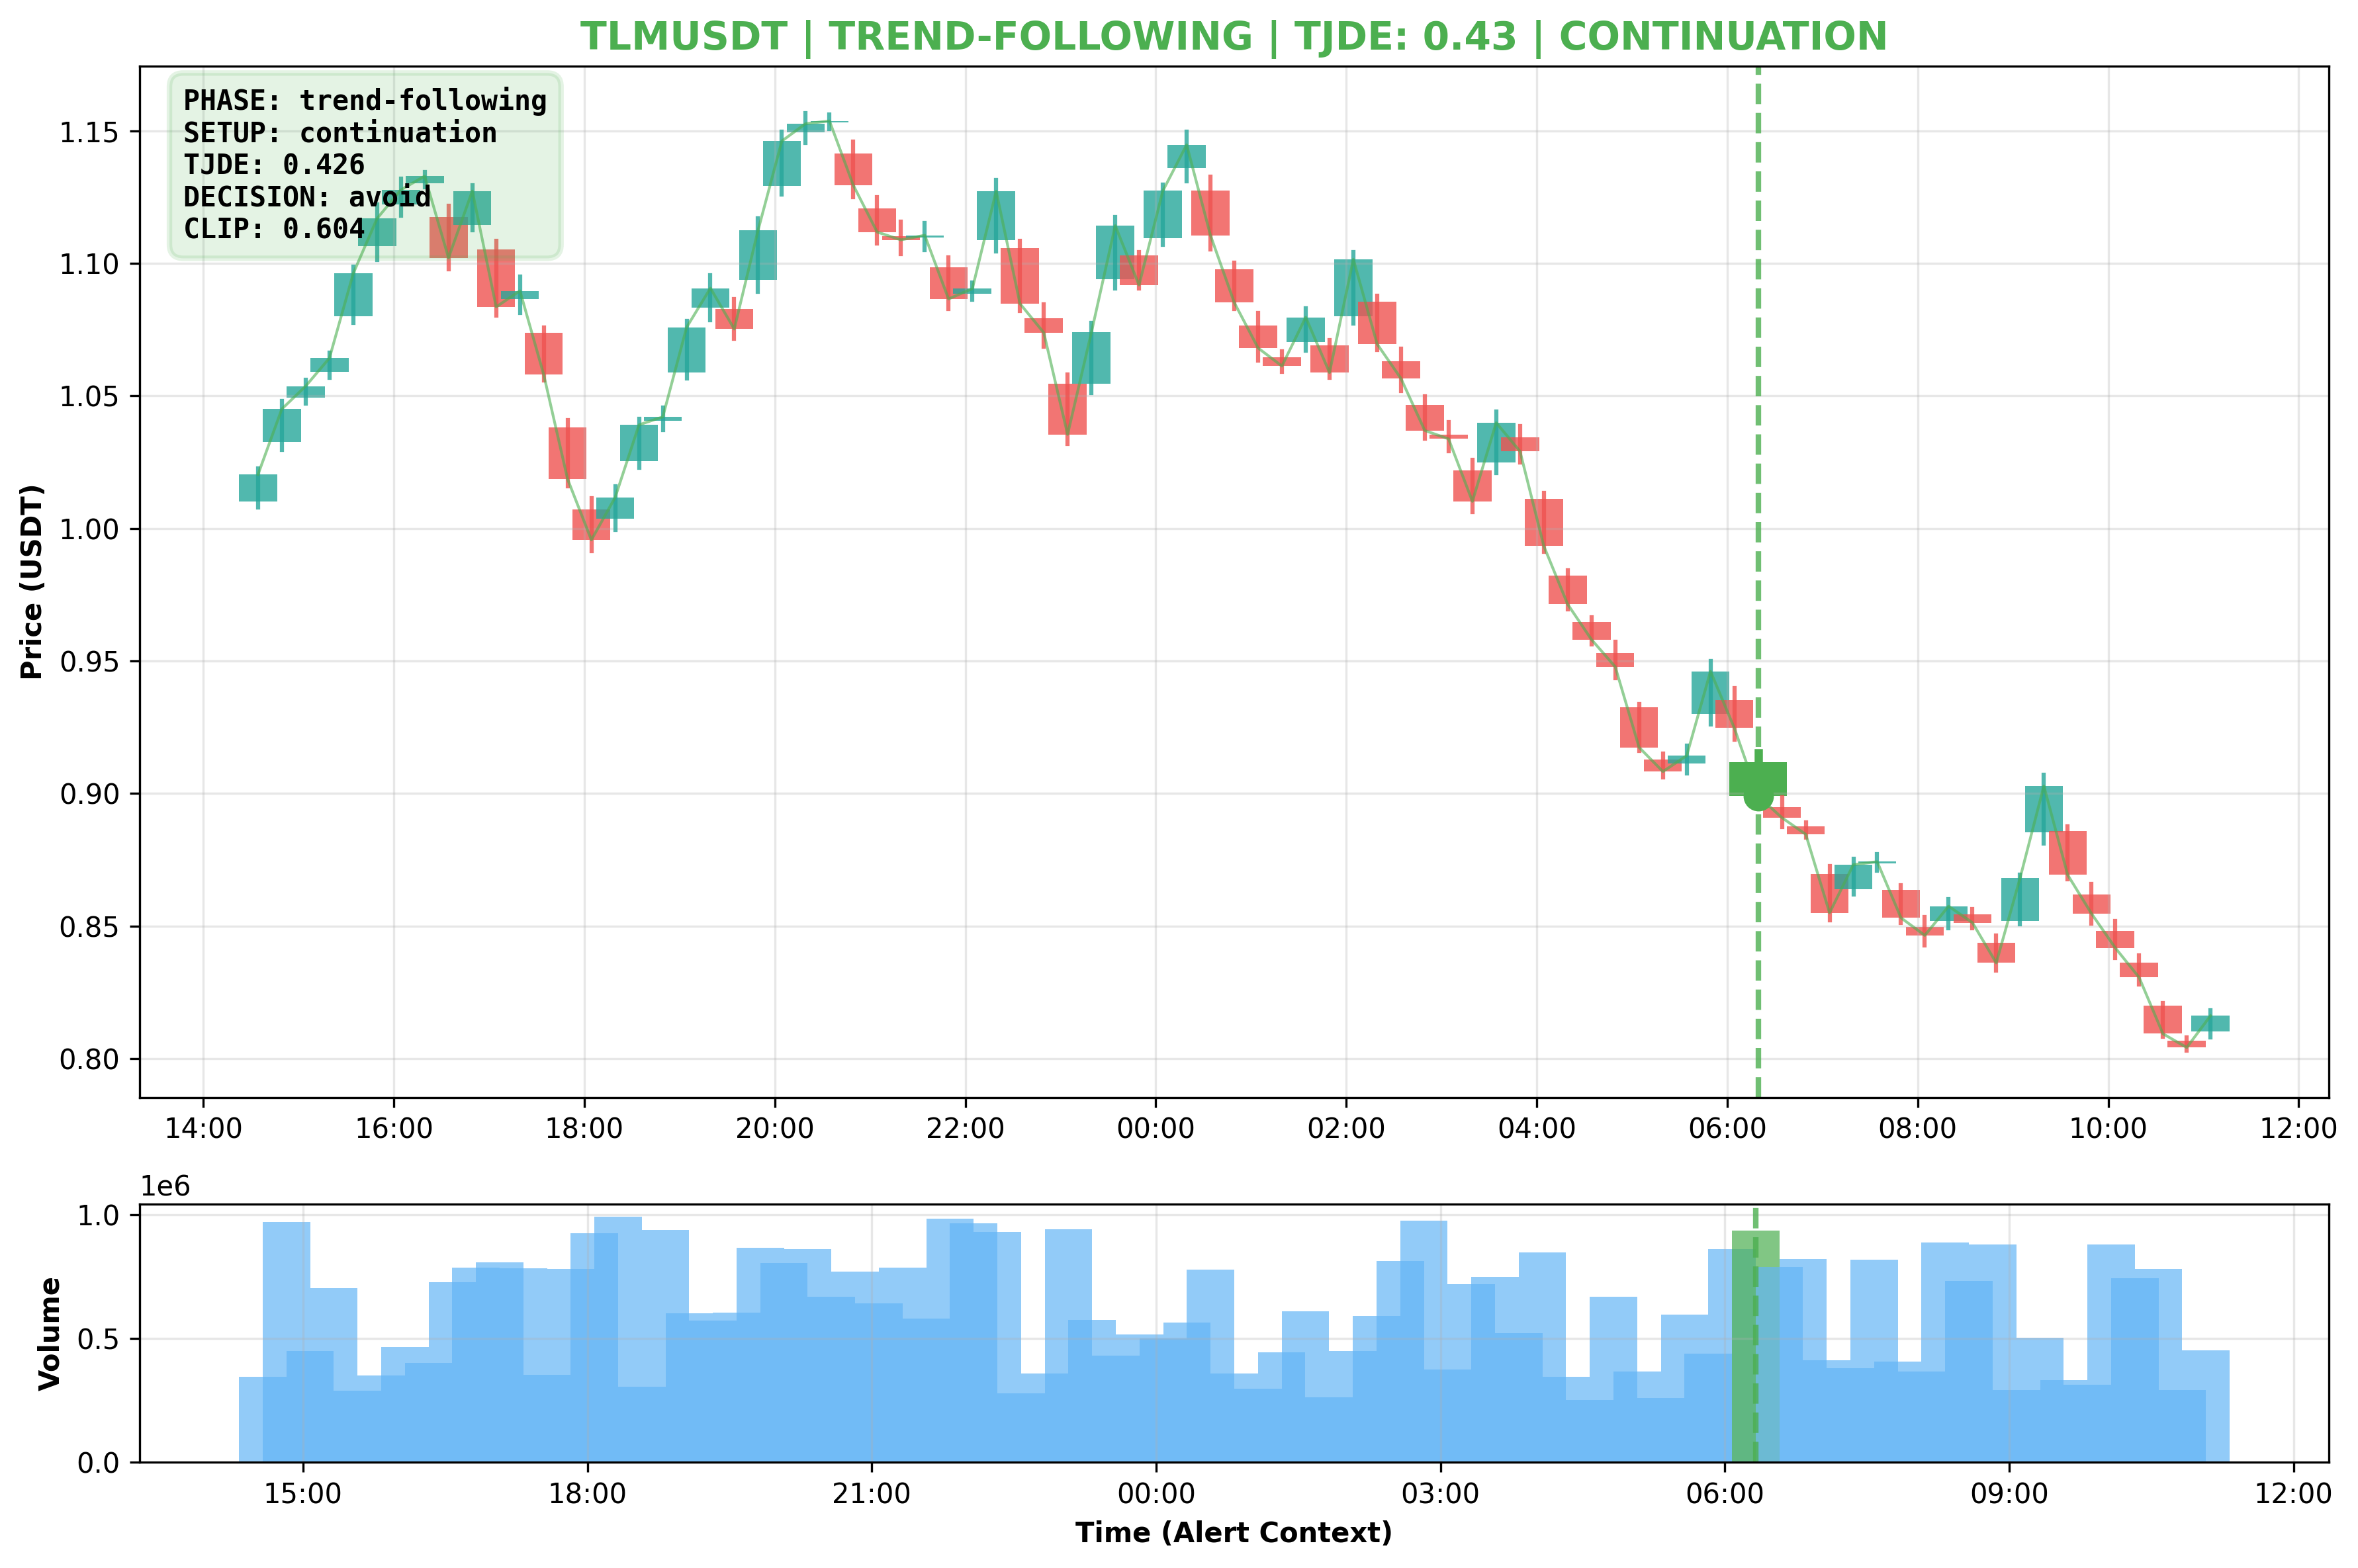 TLMUSDT | TREND-FOLLOWING | TJDE: 0.43 | CONTINUATION
PHASE: trend-following
SETUP: continuation
TJDE: 0.426
DECISION: avoid
CLIP: 0.604
Price (USDT)
1.15
1.10
1.05
1.00
0.95
0.90
0.85
0.80
14:00 16:00 18:00 20:00 22:00 00:00 02:00 04:00 06:00 08:00 10:00 12:00
1e6
Volume
1.0
0.5
0.0
15:00 18:00 21:00 00:00 03:00 06:00 09:00 12:00
Time (Alert Context)